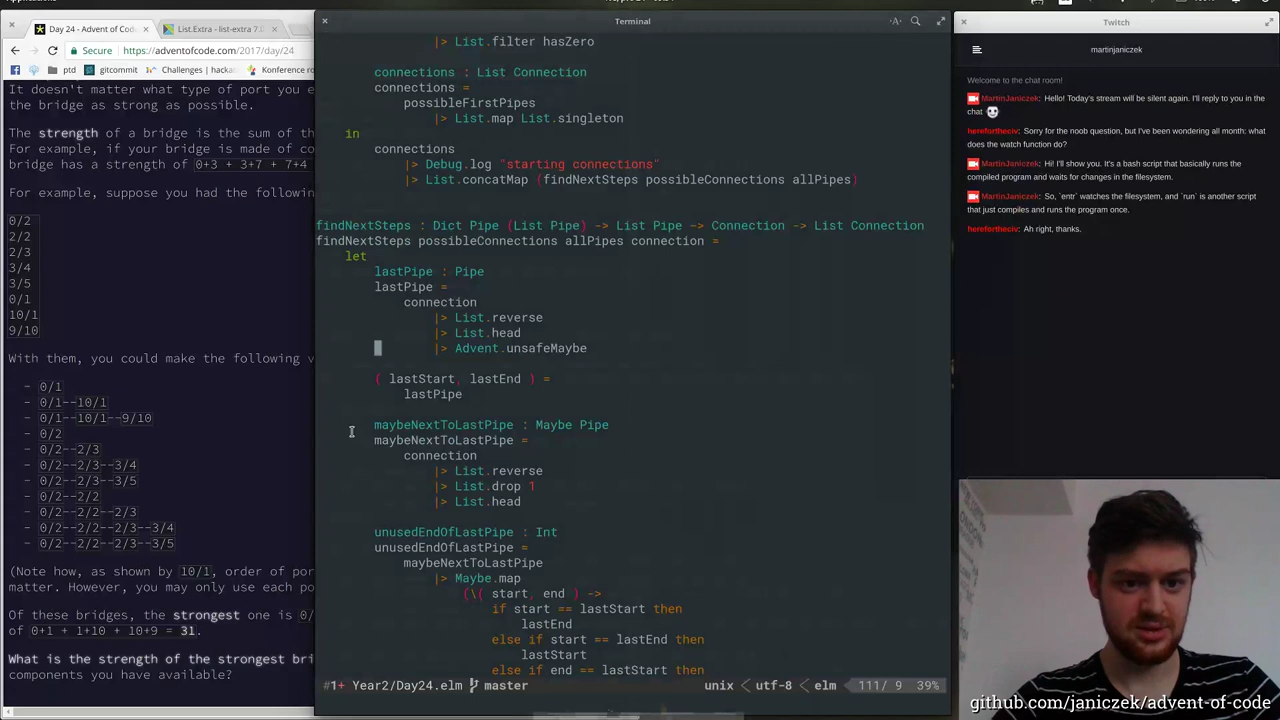 Terminal
Twitch
Day 24 - Advent of Cod
List.Extra - list-extra 7.
Secure
https://adventofcode.com/2017/day/24
ptd
gitcommit
Challenges | hacka
Konference ro
It doesn't matter what type of port you e
the bridge as strong as possible.
The strength of a bridge is the sum of th
For example, if your bridge is made of co
bridge has a strength of 0+3 + 3+7 + 7+4
For example, suppose you had the following
0/2
2/2
2/3
3/4
3/5
0/1
10/1
9/10
With them, you could make the following v
- 0/1
- 0/1--10/1
- 0/1--10/1--9/10
- 0/2
- 0/2--2/3
- 0/2--2/3--3/4
- 0/2--2/3--3/5
- 0/2--2/2
- 0/2--2/2--2/3
- 0/2--2/2--2/3--3/4
- 0/2--2/2--2/3--3/5
(Note how, as shown by 10/1, order of por
matter. However, you may only use each po
Of these bridges, the strongest one is 0/
of 0+1 + 1+10 + 10+9 = 31.
What is the strength of the strongest bri
components you have available?
|> List.filter hasZero
connections : List Connection
connections =
possibleFirstPipes
|> List.map List.singleton
in
connections
|> Debug.log "starting connections"
|> List.concatMap (findNextSteps possibleConnections allPipes)
findNextSteps : Dict Pipe (List Pipe) -> List Pipe -> Connection -> List Connection
findNextSteps possibleConnections allPipes connection =
let
lastPipe : Pipe
lastPipe =
connection
|> List.reverse
|> List.head
|> Advent.unsafeMaybe
( lastStart, lastEnd ) =
lastPipe
maybeNextToLastPipe : Maybe Pipe
maybeNextToLastPipe =
connection
|> List.reverse
|> List.drop 1
|> List.head
unusedEndOfLastPipe : Int
unusedEndOfLastPipe =
maybeNextToLastPipe
|> Maybe.map
(\( start, end ) ->
if start == lastStart then
lastEnd
else if start == lastEnd then
lastStart
else if end == lastStart then
#1+ Year2/Day24.elm master unix < utf-8 < elm 111/ 9 39%
martinjaniczek
Welcome to the chat room!
MartinJaniczek: Hello! Today's stream will be silent again. I'll reply to you in the
chat
herefortheciv: Sorry for the noob question, but I've been wondering all month: what
does the watch function do?
MartinJaniczek: Hi! I'll show you. It's a bash script that basically runs the
compiled program and waits for changes in the filesystem.
MartinJaniczek: So, `entr` watches the filesystem, and `run` is another script
that just compiles and runs the program once.
herefortheciv: Ah right, thanks.
github.com/janiczek/advent-of-code